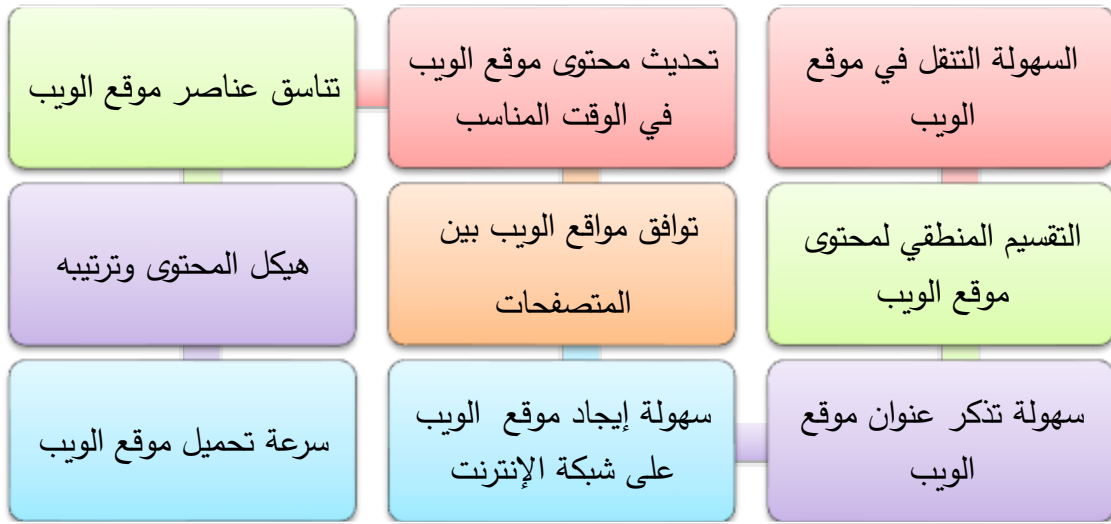 السهولة التنقل في موقع
الويب
التقسيم المنطقي لمحتوى
موقع الويب
سهولة تذكر عنوان موقع
الويب
سهولة إيجاد موقع الويب
على شبكة الإنترنت
توافق مواقع الويب بين
المتصفحات
تحديث محتوى موقع الويب
في الوقت المناسب
تناسق عناصر موقع الويب
هيكل المحتوى وترتيبه
سرعة تحميل موقع الويب